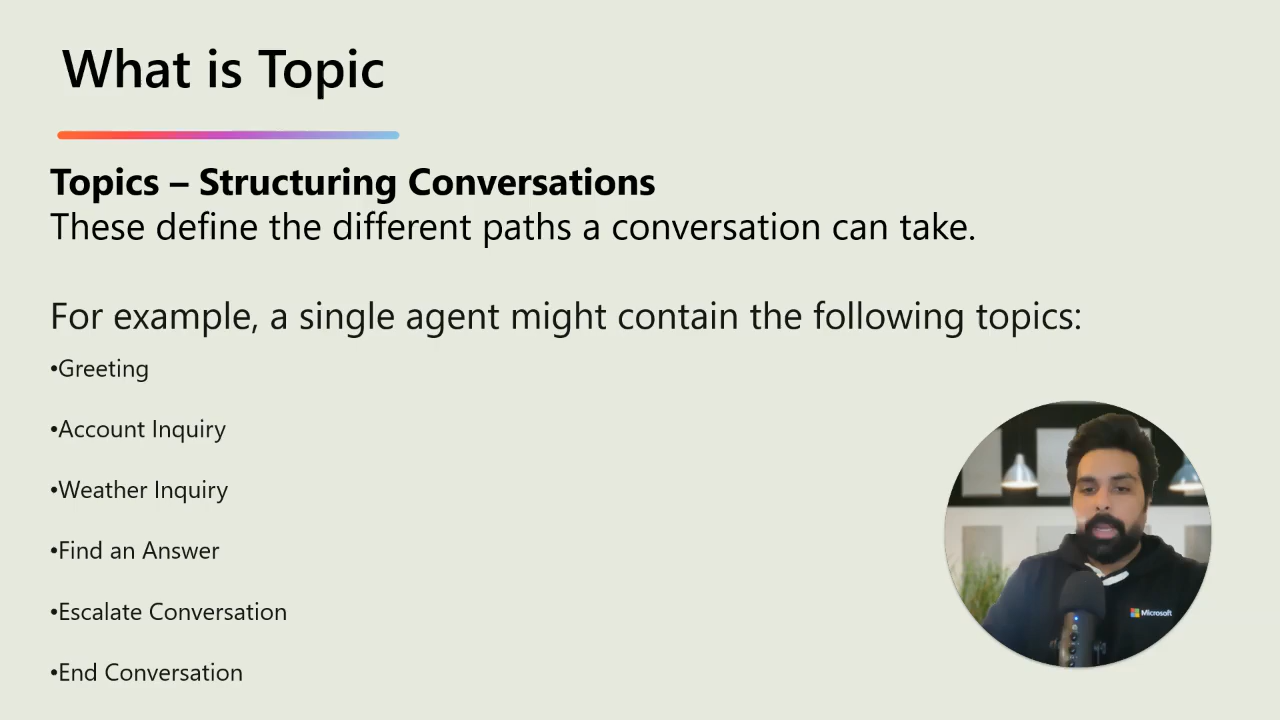 What is Topic
Topics – Structuring Conversations
These define the different paths a conversation can take.
For example, a single agent might contain the following topics:
•Greeting
•Account Inquiry
•Weather Inquiry
•Find an Answer
•Escalate Conversation
•End Conversation
Microsoft